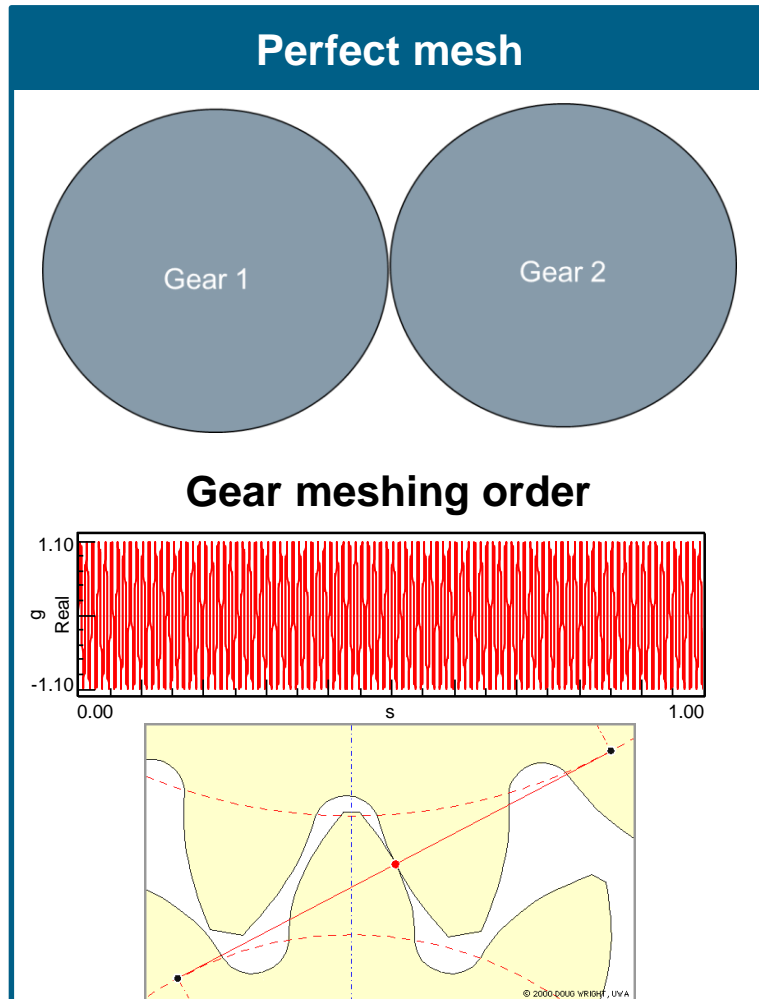 Perfect mesh
Gear 1
Gear 2
Gear meshing order
1.10
g
Real
-1.10
0.00
s
1.00
© 2000 DOUG WRIGHT, UWA